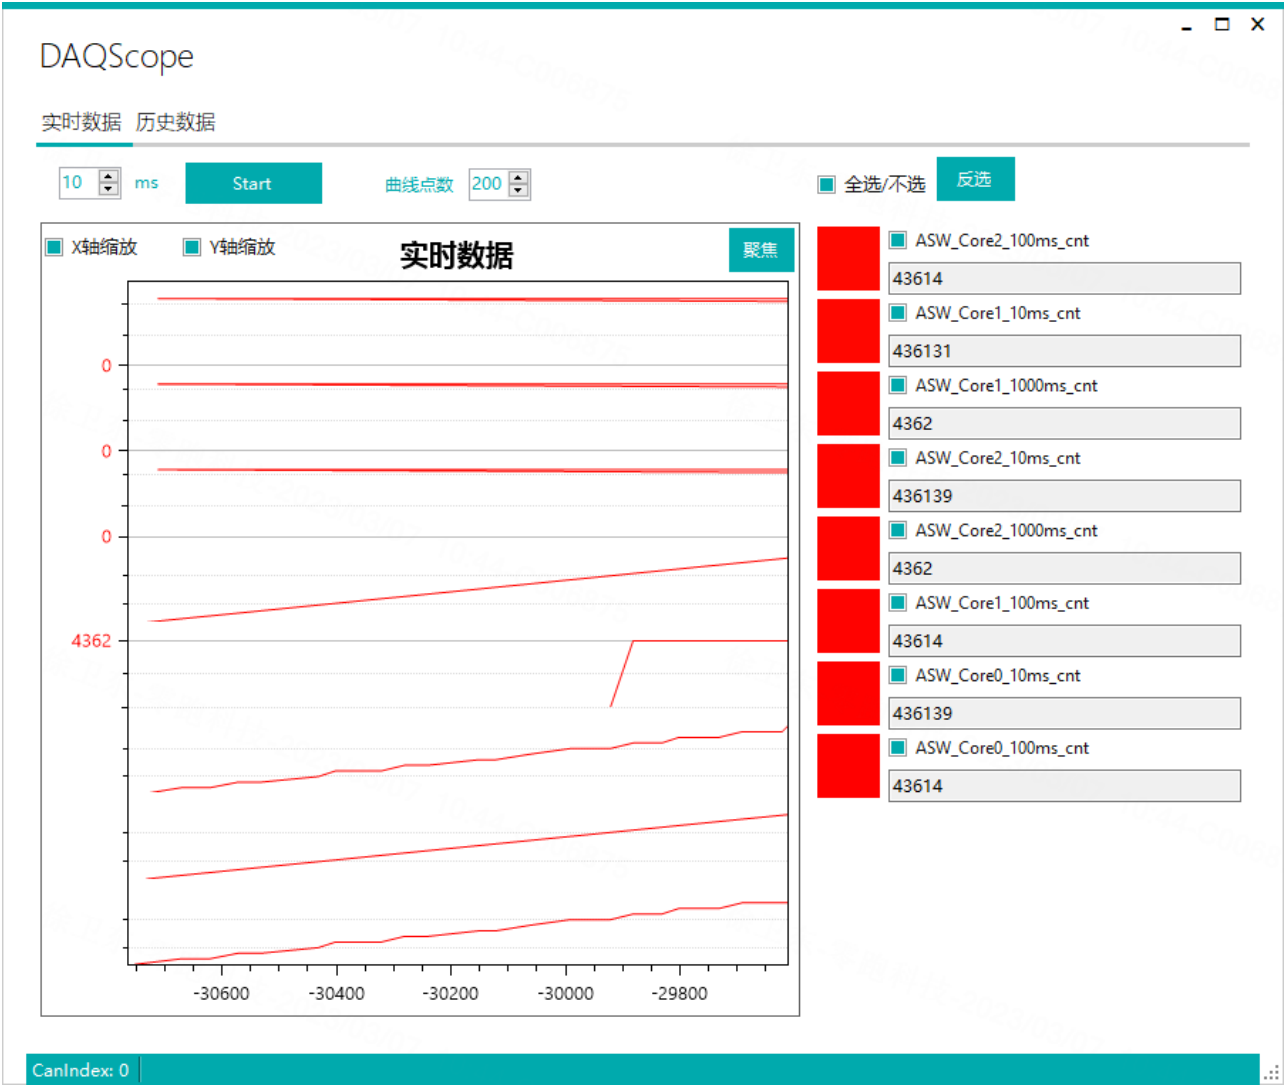 DAQScope
实时数据 历史数据
10 ms Start 曲线点数 200 全选/不选 反选
X轴缩放 Y轴缩放 实时数据 聚焦
0
0
0
4362
-30600 -30400 -30200 -30000 -29800
ASW_Core2_100ms_cnt
43614
ASW_Core1_10ms_cnt
436131
ASW_Core1_1000ms_cnt
4362
ASW_Core2_10ms_cnt
436139
ASW_Core2_1000ms_cnt
4362
ASW_Core1_100ms_cnt
43614
ASW_Core0_10ms_cnt
436139
ASW_Core0_100ms_cnt
43614
CanIndex: 0